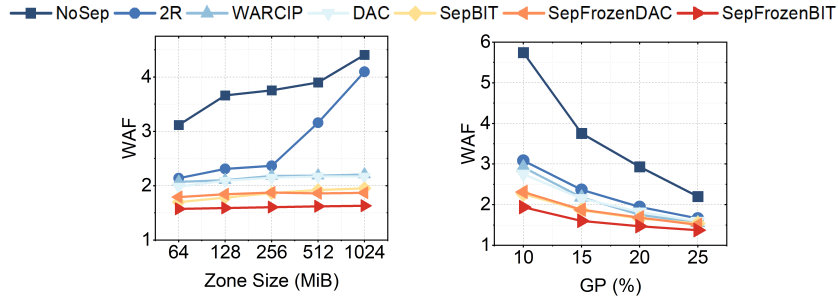 NoSep 2R WARCIP DAC SepBIT SepFrozenDAC SepFrozenBIT
WAF
4
3
2
1
64 128 256 512 1024
Zone Size (MiB)
WAF
6
5
4
3
2
1
10 15 20 25
GP (%)